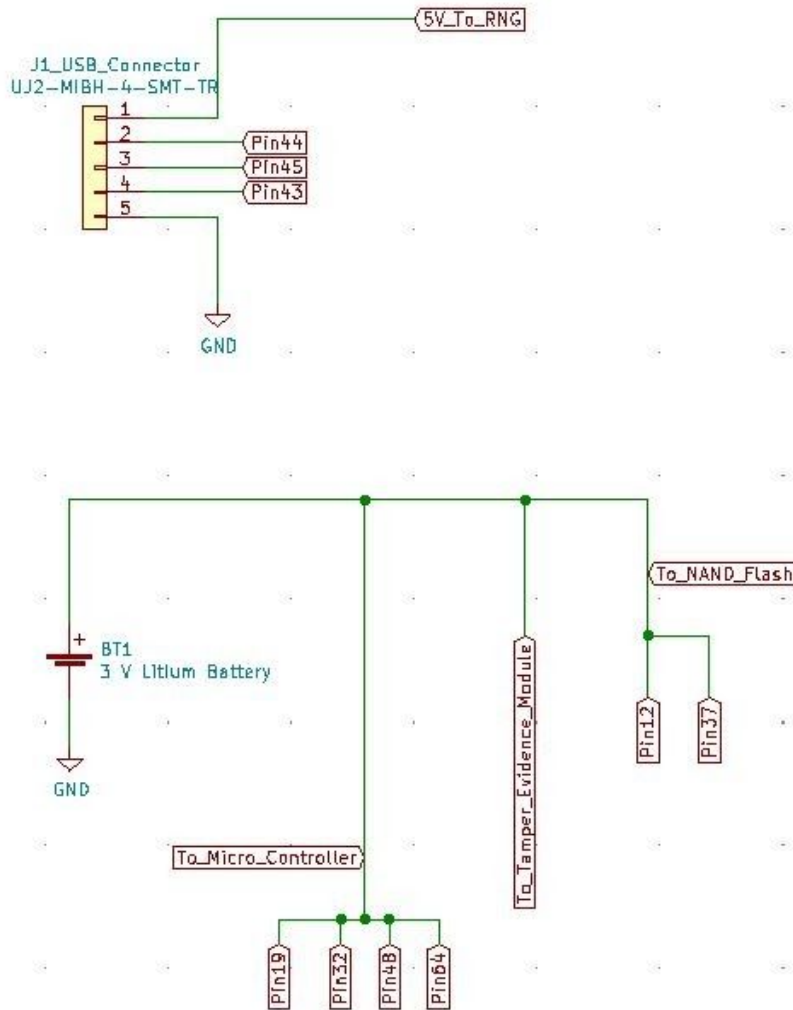 5V_To_RNG
J1_USB_Connector
UJ2-MIBH-4-SMT-TR
1
2
3
4
5
Pin44
Pin45
Pin43
GND
To_NAND_Flash
+
BT1
3 V Litium Battery
GND
To_Tamper_Evidence_Module
Pin12
Pin37
To_Micro_Controller
Pin19
Pin32
Pin48
Pin64